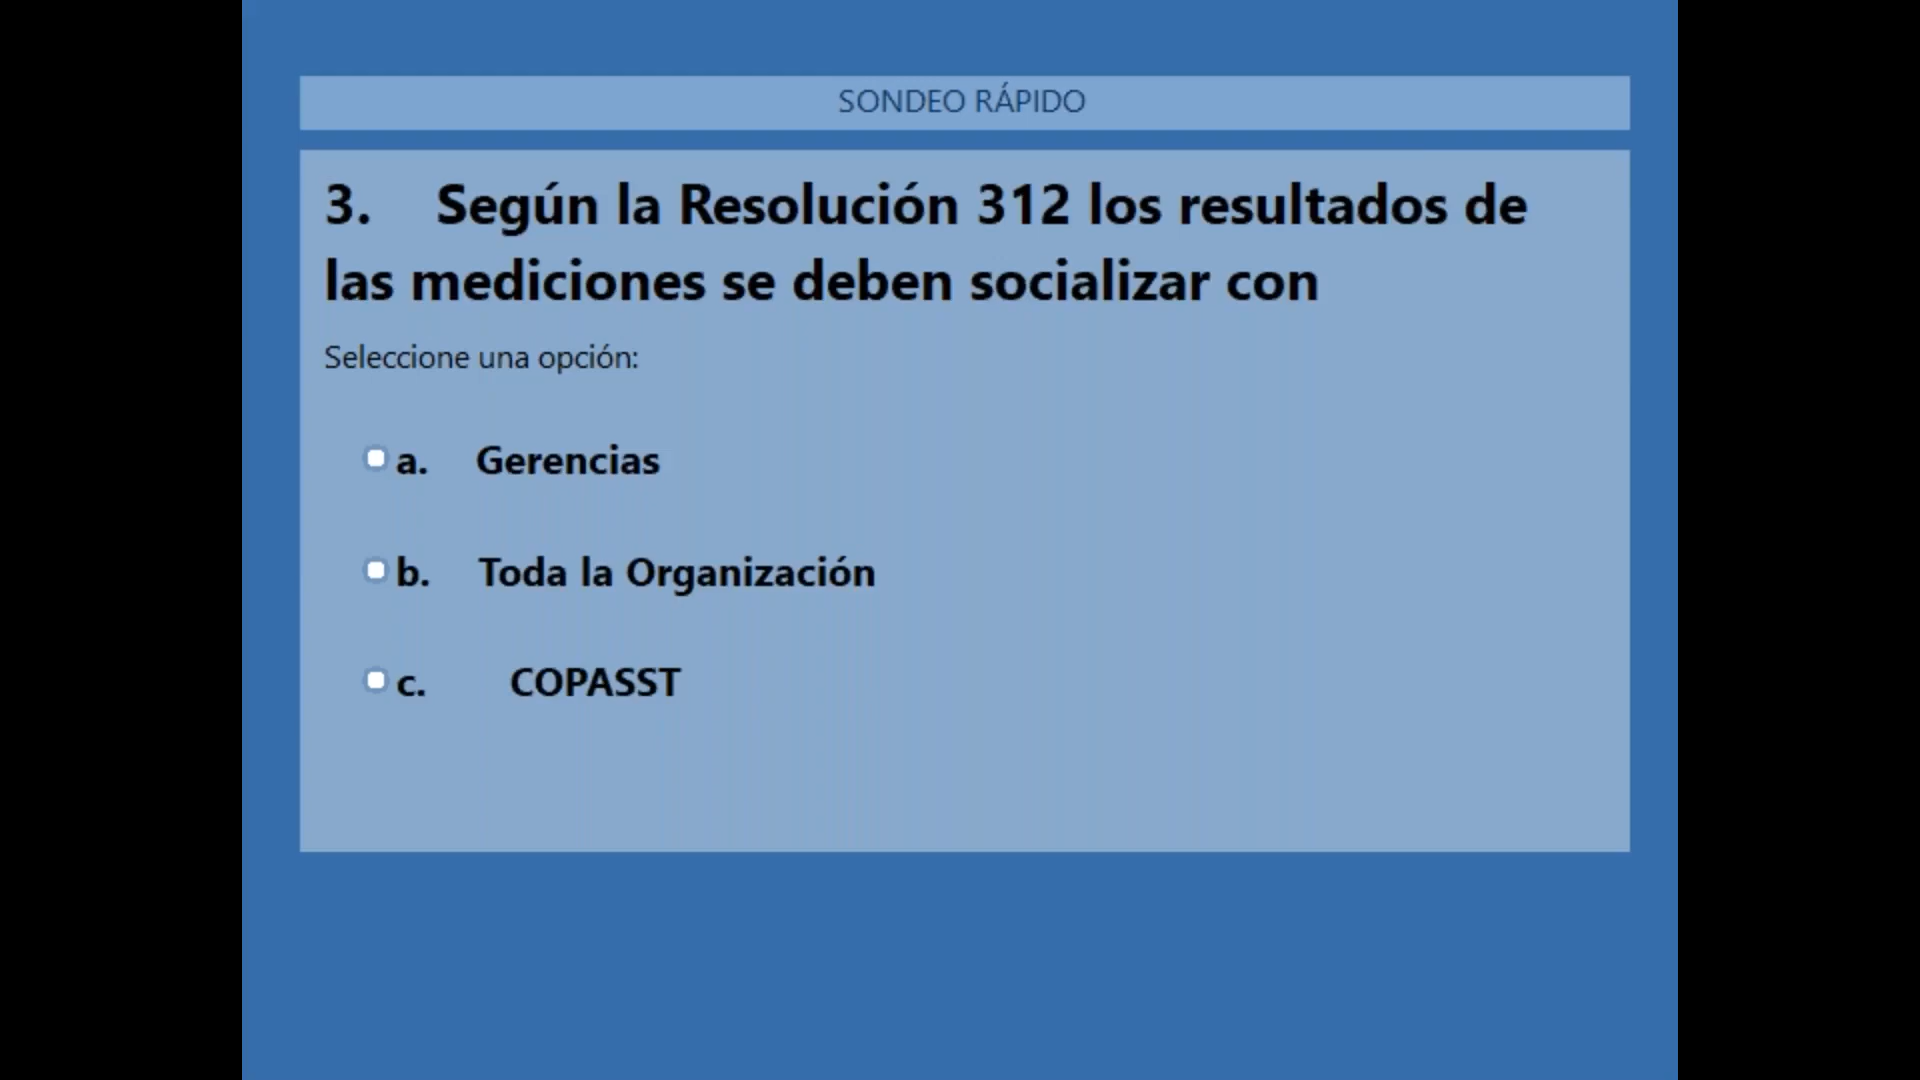 SONDEO RÁPIDO
3. Según la Resolución 312 los resultados de
las mediciones se deben socializar con
Seleccione una opción:
a. Gerencias
b. Toda la Organización
c. COPASST